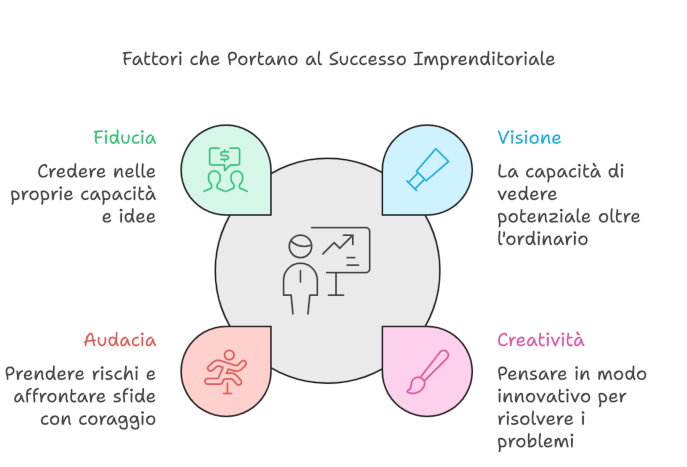 Fattori che Portano al Successo Imprenditoriale
Fiducia
Credere nelle
proprie capacità
e idee
Visione
La capacità di
vedere
potenziale oltre
l'ordinario
Audacia
Prendere rischi e
affrontare sfide
con coraggio
Creatività
Pensare in modo
innovativo per
risolvere i
problemi
$